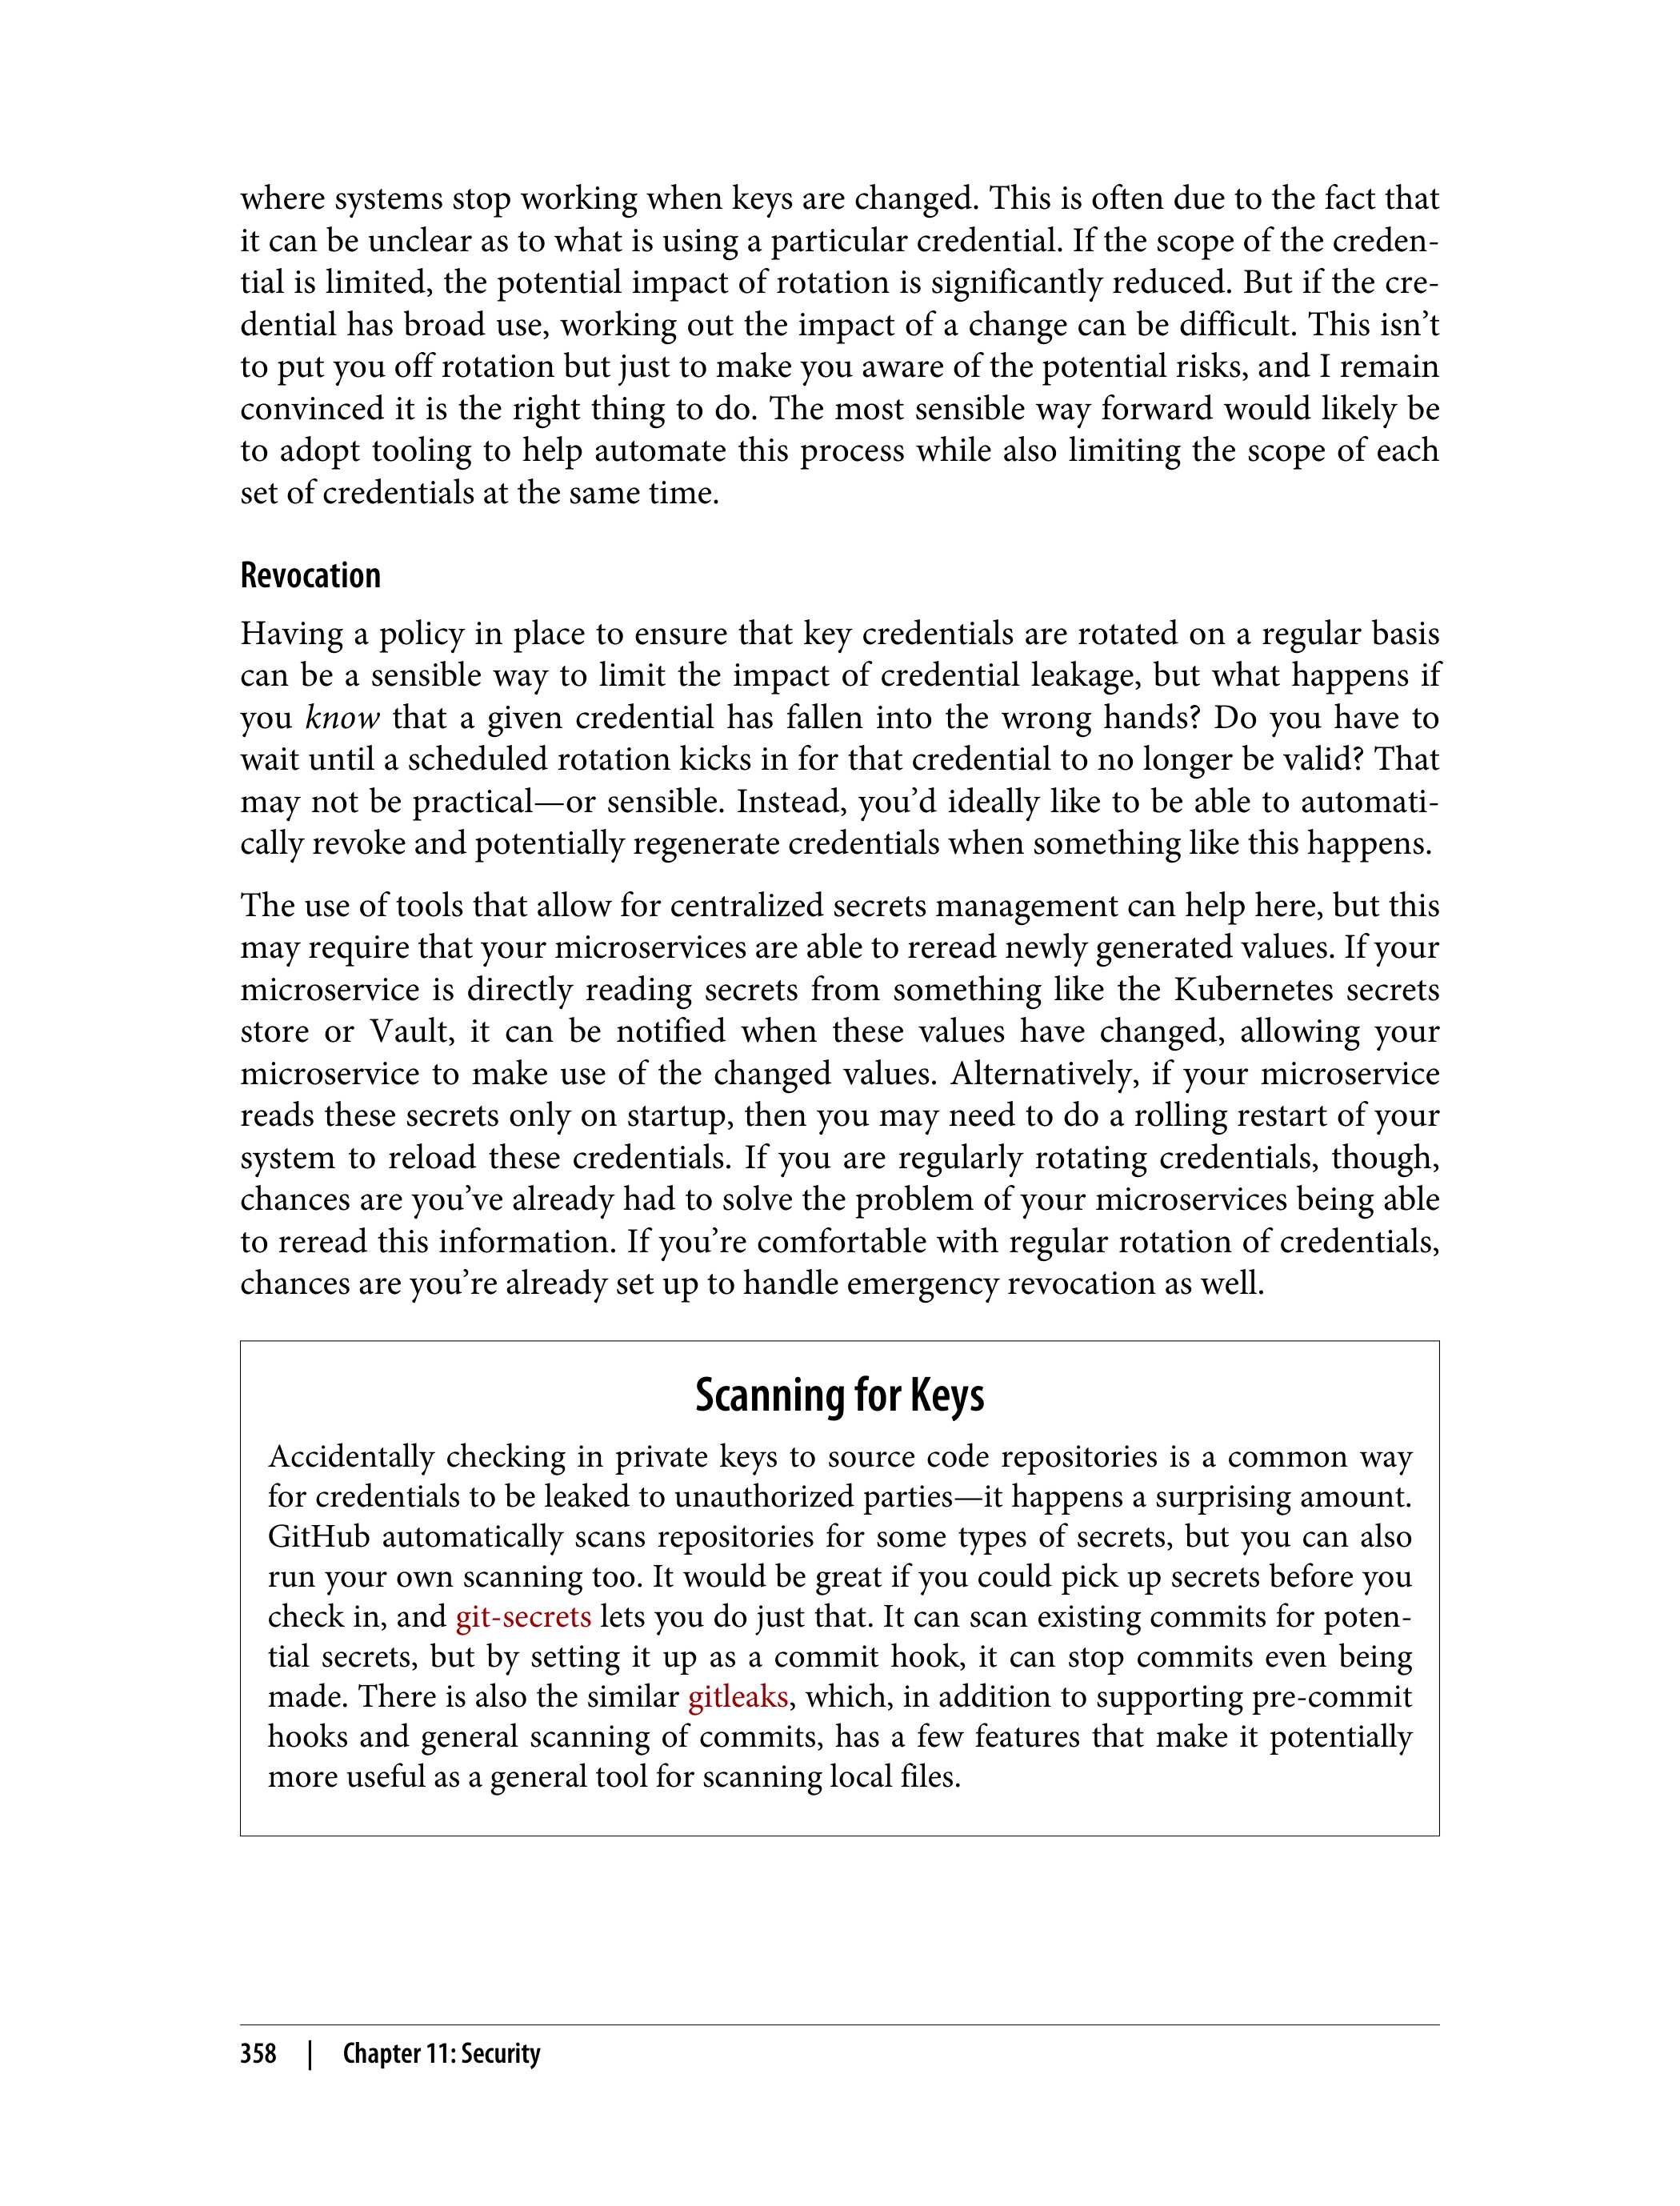 where systems stop working when keys are changed. This is often due to the fact that
it can be unclear as to what is using a particular credential. If the scope of the creden-
tial is limited, the potential impact of rotation is significantly reduced. But if the cre-
dential has broad use, working out the impact of a change can be difficult. This isn’t
to put you off rotation but just to make you aware of the potential risks, and I remain
convinced it is the right thing to do. The most sensible way forward would likely be
to adopt tooling to help automate this process while also limiting the scope of each
set of credentials at the same time.
Revocation
Having a policy in place to ensure that key credentials are rotated on a regular basis
can be a sensible way to limit the impact of credential leakage, but what happens if
you know that a given credential has fallen into the wrong hands? Do you have to
wait until a scheduled rotation kicks in for that credential to no longer be valid? That
may not be practical—or sensible. Instead, you’d ideally like to be able to automati-
cally revoke and potentially regenerate credentials when something like this happens.
The use of tools that allow for centralized secrets management can help here, but this
may require that your microservices are able to reread newly generated values. If your
microservice is directly reading secrets from something like the Kubernetes secrets
store or Vault, it can be notified when these values have changed, allowing your
microservice to make use of the changed values. Alternatively, if your microservice
reads these secrets only on startup, then you may need to do a rolling restart of your
system to reload these credentials. If you are regularly rotating credentials, though,
chances are you’ve already had to solve the problem of your microservices being able
to reread this information. If you’re comfortable with regular rotation of credentials,
chances are you’re already set up to handle emergency revocation as well.
Scanning for Keys
Accidentally checking in private keys to source code repositories is a common way
for credentials to be leaked to unauthorized parties—it happens a surprising amount.
GitHub automatically scans repositories for some types of secrets, but you can also
run your own scanning too. It would be great if you could pick up secrets before you
check in, and git-secrets lets you do just that. It can scan existing commits for poten-
tial secrets, but by setting it up as a commit hook, it can stop commits even being
made. There is also the similar gitleaks, which, in addition to supporting pre-commit
hooks and general scanning of commits, has a few features that make it potentially
more useful as a general tool for scanning local files.
358 | Chapter 11: Security